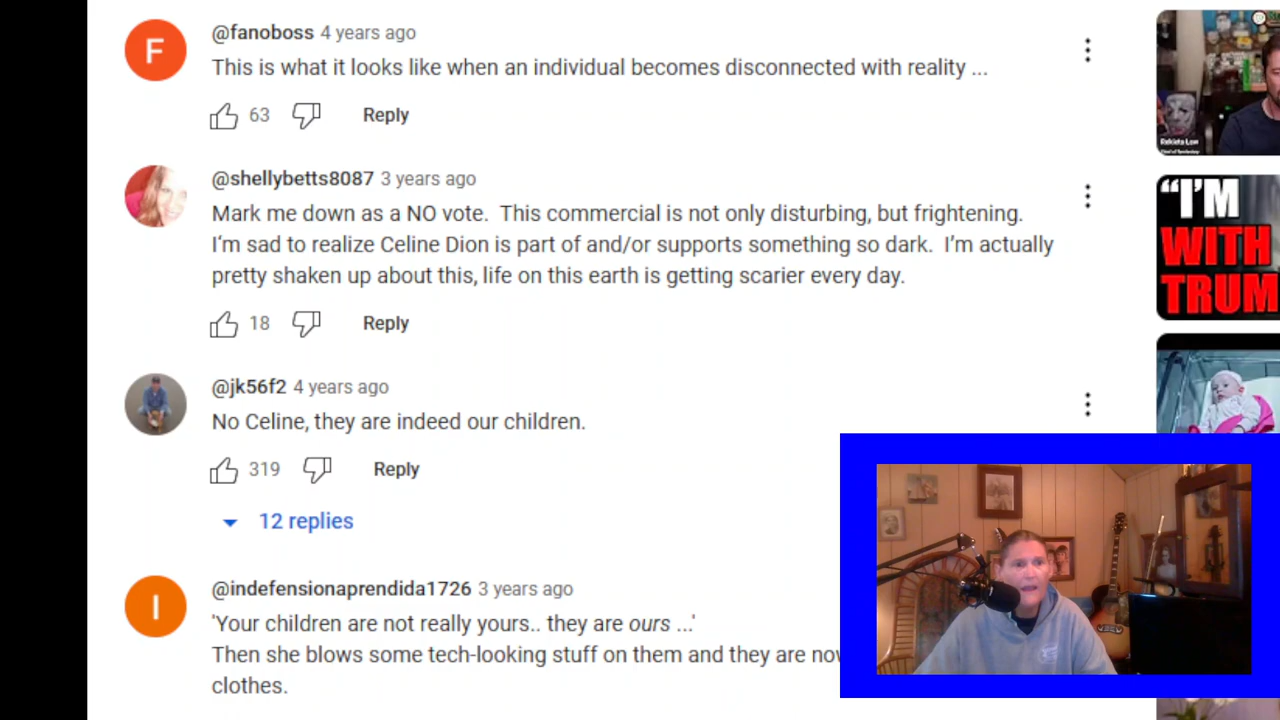 @fanoboss 4 years ago
This is what it looks like when an individual becomes disconnected with reality ...
63 Reply
@shellybetts8087 3 years ago
Mark me down as a NO vote.  This commercial is not only disturbing, but frightening.
I'm sad to realize Celine Dion is part of and/or supports something so dark.  I'm actually
pretty shaken up about this, life on this earth is getting scarier every day.
18 Reply
@jk56f2 4 years ago
No Celine, they are indeed our children.
319 Reply
12 replies
@indefensionaprendida1726 3 years ago
'Your children are not really yours.. they are ours ...'
Then she blows some tech-looking stuff on them and they are now
clothes.
F
I
Rekieta Law
"I'M
WITH
TRUM